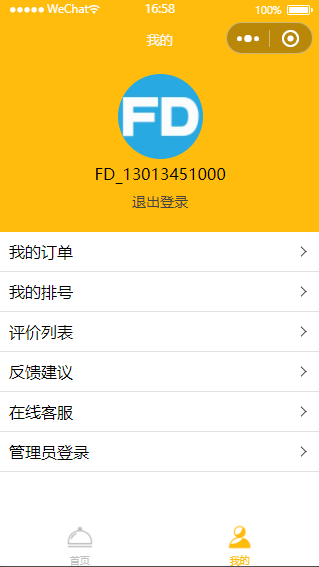 ●●●●● WeChat 16:58 100%
我的
FD
FD_13013451000
退出登录
我的订单
我的排号
评价列表
反馈建议
在线客服
管理员登录
首页 我的